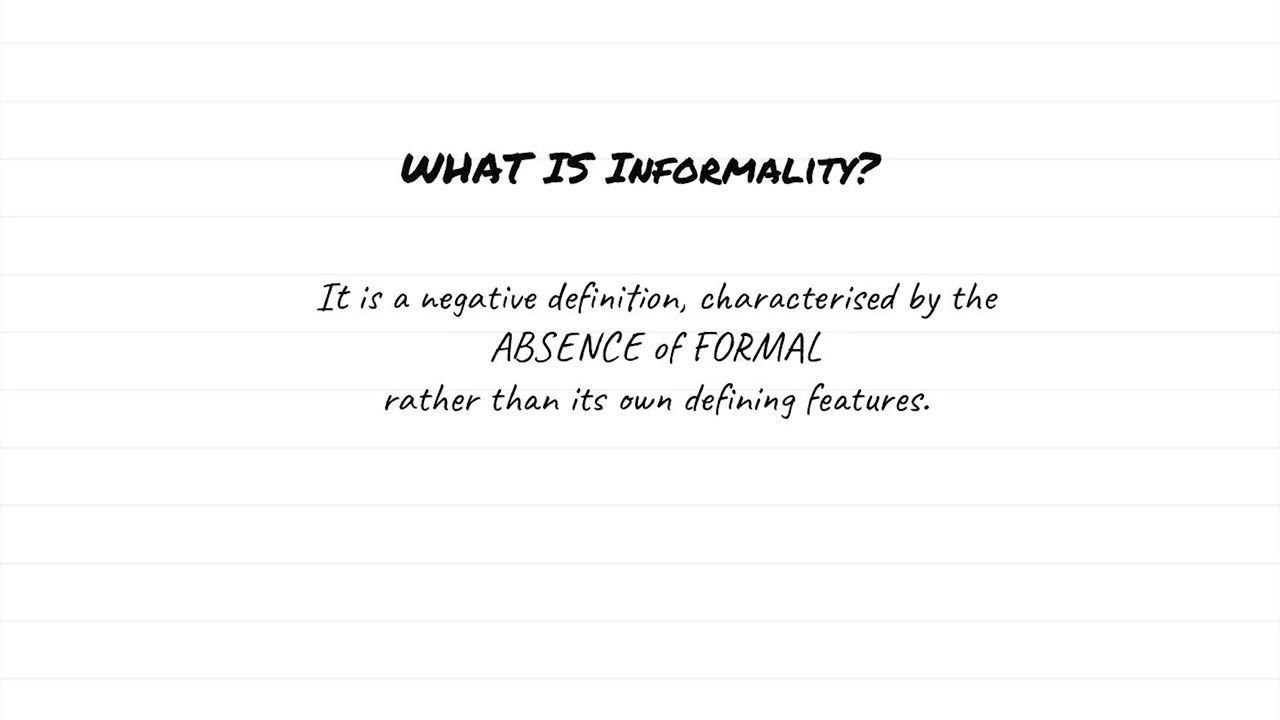 WHAT IS INFORMALITY?
It is a negative definition, characterised by the
ABSENCE of FORMAL
rather than its own defining features.